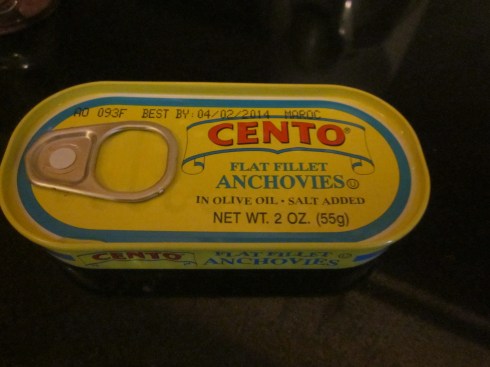 AO 093F BEST BY: 04/02/2014 MAROC
CENTO®
FLAT FILLET
ANCHOVIES
IN OLIVE OIL • SALT ADDED
NET WT. 2 OZ. (55g)
CENTO
FLAT FILLET
ANCHOVIES